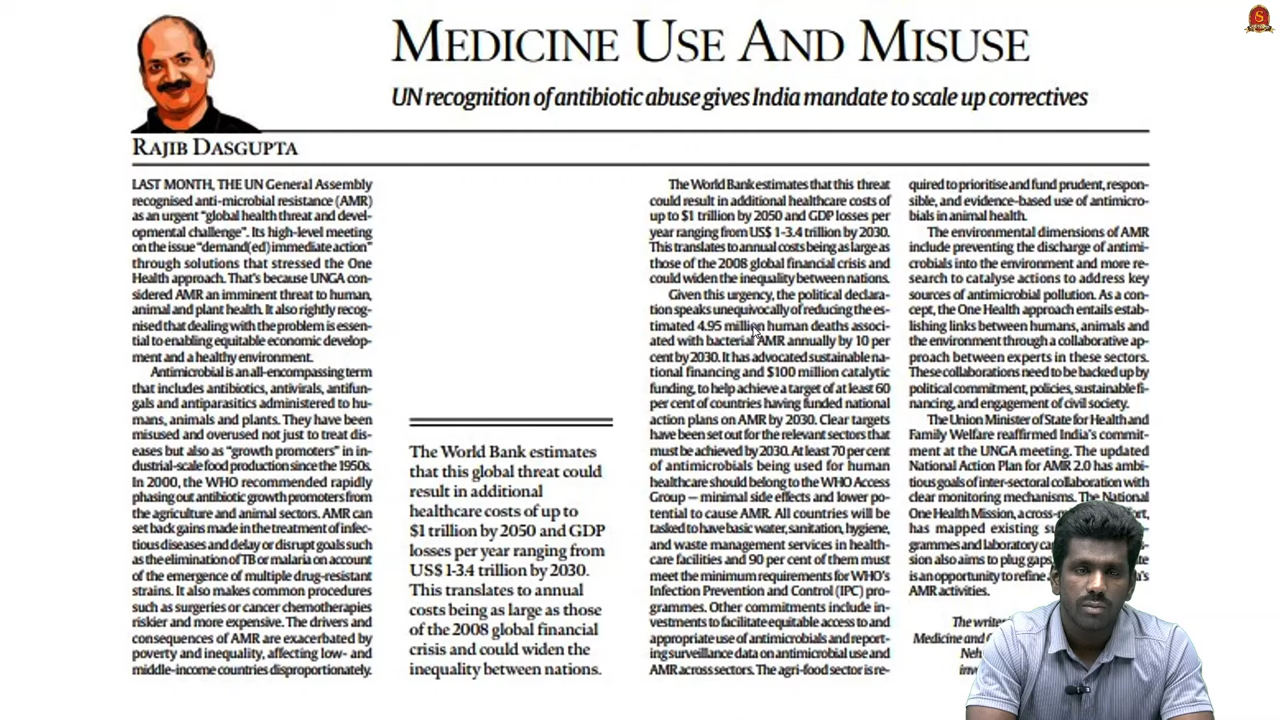 MEDICINE USE AND MISUSE
UN recognition of antibiotic abuse gives India mandate to scale up correctives
RAJIB DASGUPTA
LAST MONTH, THE UN General Assembly
recognised anti-microbial resistance (AMR)
as an urgent “global health threat and devel-
opmental challenge”. Its high-level meeting
on the issue “demand(ed) immediate action”
through solutions that stressed the One
Health approach. That’s because UNGA con-
sidered AMR an imminent threat to human,
animal and plant health. It also rightly recog-
nised that dealing with the problem is essen-
tial to enabling equitable economic develop-
ment and a healthy environment.
Antimicrobial is an all-encompassing term
that includes antibiotics, antivirals, antifun-
gals and antiparasitics administered to hu-
mans, animals and plants. They have been
misused and overused not just to treat dis-
eases but also as “growth promoters” in in-
dustrial-scale food production since the 1950s.
In 2000, the WHO recommended rapidly
phasing out antibiotic growth promoters from
the agriculture and animal sectors. AMR can
set back gains made in the treatment of infec-
tious diseases and delay or disrupt goals such
as the elimination of TB or malaria on account
of the emergence of multiple drug-resistant
strains. It also makes common procedures
such as surgeries or cancer chemotherapies
riskier and more expensive. The drivers and
consequences of AMR are exacerbated by
poverty and inequality, affecting low- and
middle-income countries disproportionately.
The World Bank estimates
that this global threat could
result in additional
healthcare costs of up to
$1 trillion by 2050 and GDP
losses per year ranging from
US$ 1-3.4 trillion by 2030.
This translates to annual
costs being as large as those
of the 2008 global financial
crisis and could widen the
inequality between nations.
The World Bank estimates that this threat
could result in additional healthcare costs of
up to $1 trillion by 2050 and GDP losses per
year ranging from US$ 1-3.4 trillion by 2030.
This translates to annual costs being as large as
those of the 2008 global financial crisis and
could widen the inequality between nations.
Given this urgency, the political declara-
tion speaks unequivocally of reducing the es-
timated 4.95 million human deaths associ-
ated with bacterial AMR annually by 10 per
cent by 2030. It has advocated sustainable na-
tional financing and $100 million catalytic
funding, to help achieve a target of at least 60
per cent of countries having funded national
action plans on AMR by 2030. Clear targets
have been set out for the relevant sectors that
must be achieved by 2030. At least 70 per cent
of antimicrobials being used for human
healthcare should belong to the WHO Access
Group — minimal side effects and lower po-
tential to cause AMR. All countries will be
tasked to have basic water, sanitation, hygiene,
and waste management services in health-
care facilities and 90 per cent of them must
meet the minimum requirements for WHO’s
Infection Prevention and Control (IPC) pro-
grammes. Other commitments include in-
vestments to facilitate equitable access to and
appropriate use of antimicrobials and report-
ing surveillance data on antimicrobial use and
AMR across sectors. The agri-food sector is re-
quired to prioritise and fund prudent, respon-
sible, and evidence-based use of antimicro-
bials in animal health.
The environmental dimensions of AMR
include preventing the discharge of antimi-
crobials into the environment and more re-
search to catalyse actions to address key
sources of antimicrobial pollution. As a con-
cept, the One Health approach entails estab-
lishing links between humans, animals and
the environment through a collaborative ap-
proach between experts in these sectors.
These collaborations need to be backed up by
political commitment, policies, sustainable fi-
nancing, and engagement of civil society.
The Union Minister of State for Health and
Family Welfare reaffirmed India’s commit-
ment at the UNGA meeting. The updated
National Action Plan for AMR 2.0 has ambi-
tious goals of inter-sectoral collaboration with
clear monitoring mechanisms. The National
One Health Mission, a
has mapped existing
grammes and laboratory
sion also aims to plug gaps
is an opportunity to refine
AMR activities.
The writer
Medicine and